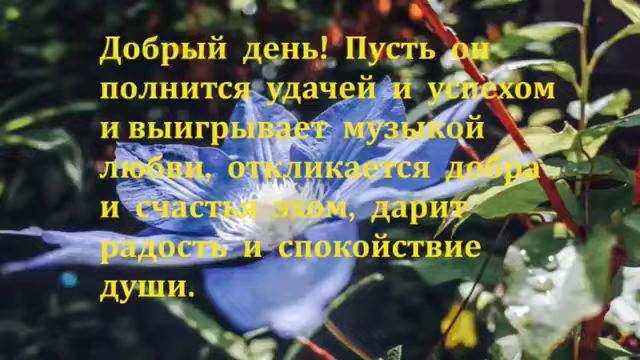 Добрый день! Пусть он
полнится удачей и успехом
и выигрывает музыкой
любви, откликается добра
и счастья эхом, дарит
радость и спокойствие
души.